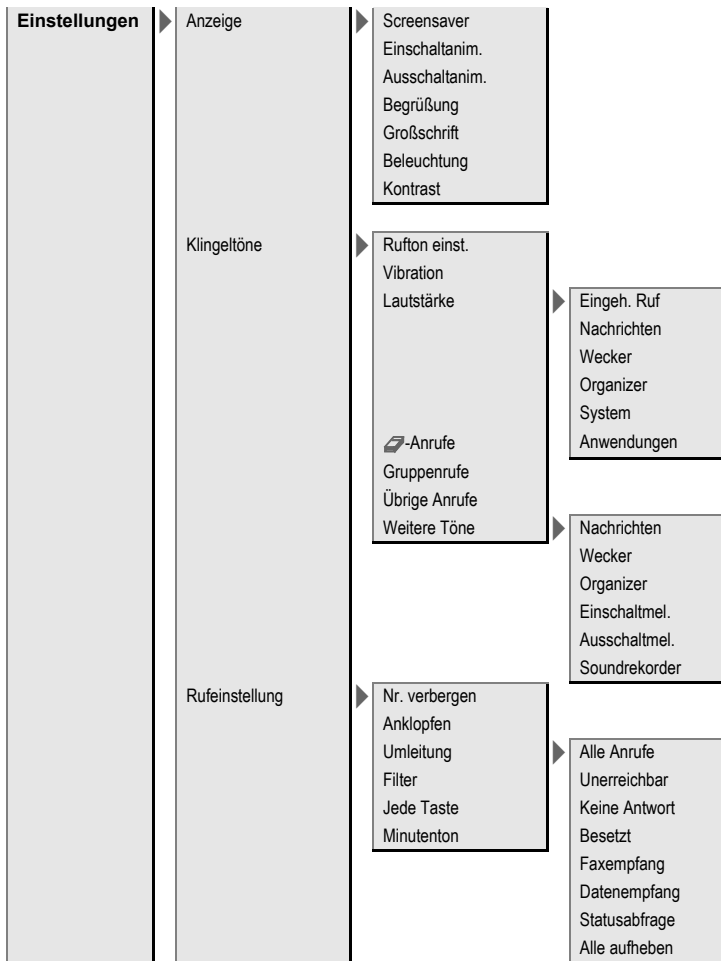 Einstellungen
Anzeige
Screensaver
Einschaltanim.
Ausschaltanim.
Begrüßung
Großschrift
Beleuchtung
Kontrast
Klingeltöne
Rufton einst.
Vibration
Lautstärke
Eingeh. Ruf
Nachrichten
Wecker
Organizer
System
Anwendungen
-Anrufe
Gruppenrufe
Übrige Anrufe
Weitere Töne
Nachrichten
Wecker
Organizer
Einschaltmel.
Ausschaltmel.
Soundrekorder
Rufeinstellung
Nr. verbergen
Anklopfen
Umleitung
Alle Anrufe
Unerreichbar
Keine Antwort
Besetzt
Faxempfang
Datenempfang
Statusabfrage
Alle aufheben
Filter
Jede Taste
Minutenton